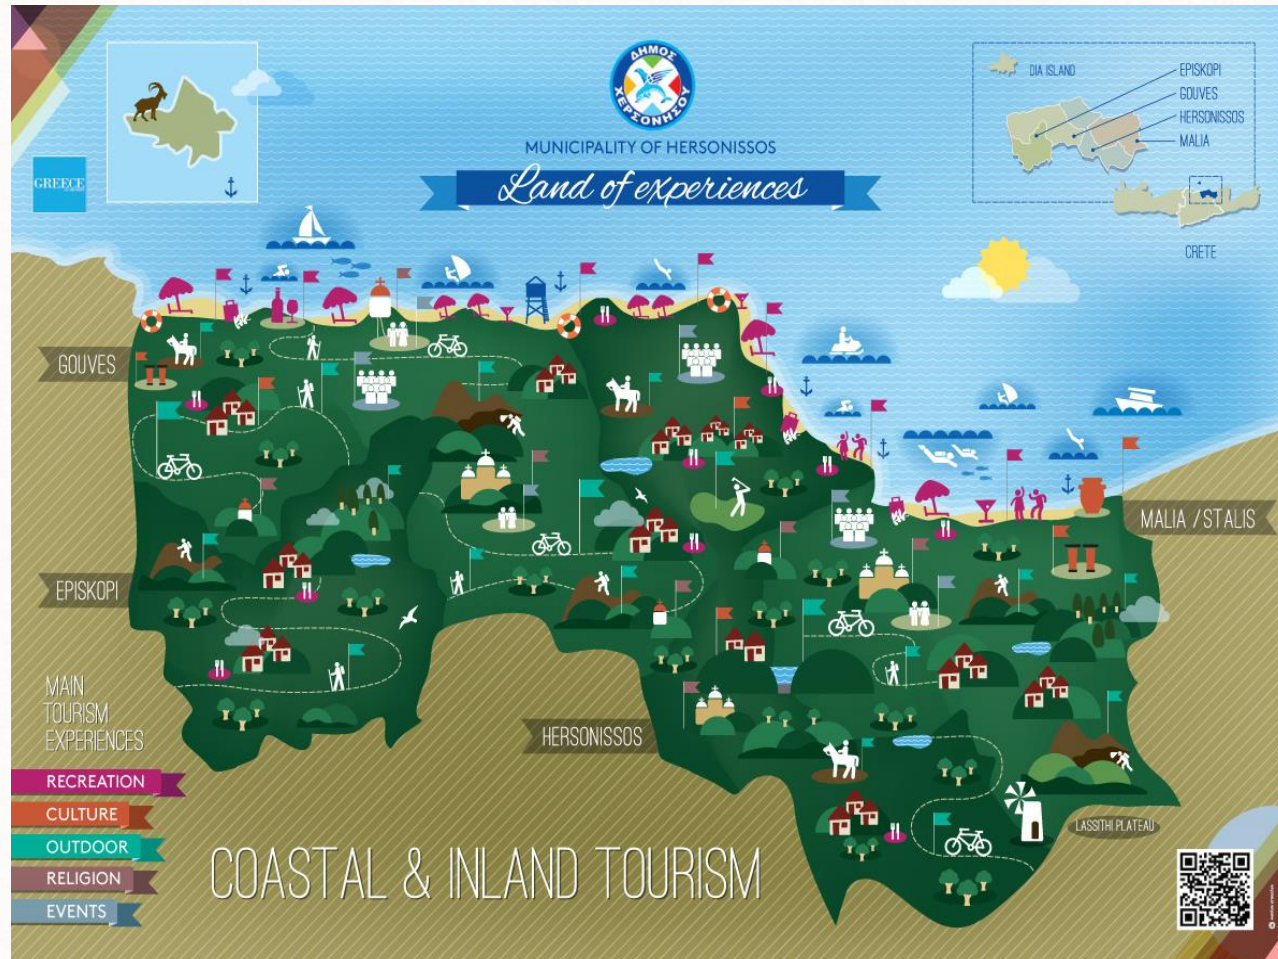 ΔΗΜΟΣ
ΧΕΡΣΟΝΗΣΟΥ
MUNICIPALITY OF HERSONISSOS
Land of experiences
GREECE
DIA ISLAND
EPISKOPI
GOUVES
HERSONISSOS
MALIA
CRETE
GOUVES
MALIA / STALIS
EPISKOPI
HERSONISSOS
MAIN
TOURISM
EXPERIENCES
RECREATION
CULTURE
OUTDOOR
RELIGION
EVENTS
LASSITHI PLATEAU
COASTAL & INLAND TOURISM